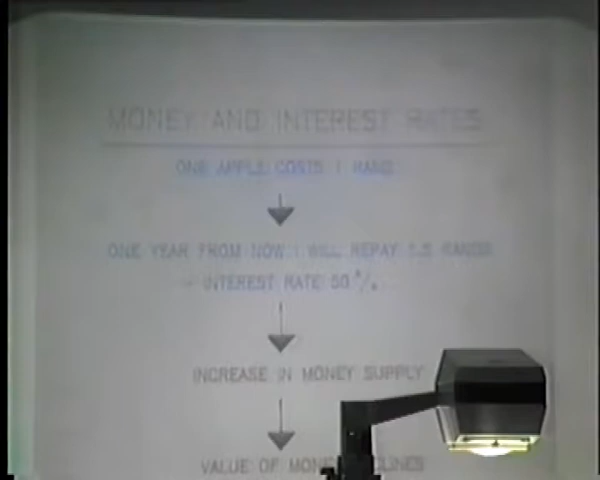 MONEY AND INTEREST RATES
ONE APPLE COSTS 1 RAND
ONE YEAR FROM NOW I WILL REPAY 1.5 RANDS
- INTEREST RATE 50 %.
INCREASE IN MONEY SUPPLY
VALUE OF MONEY